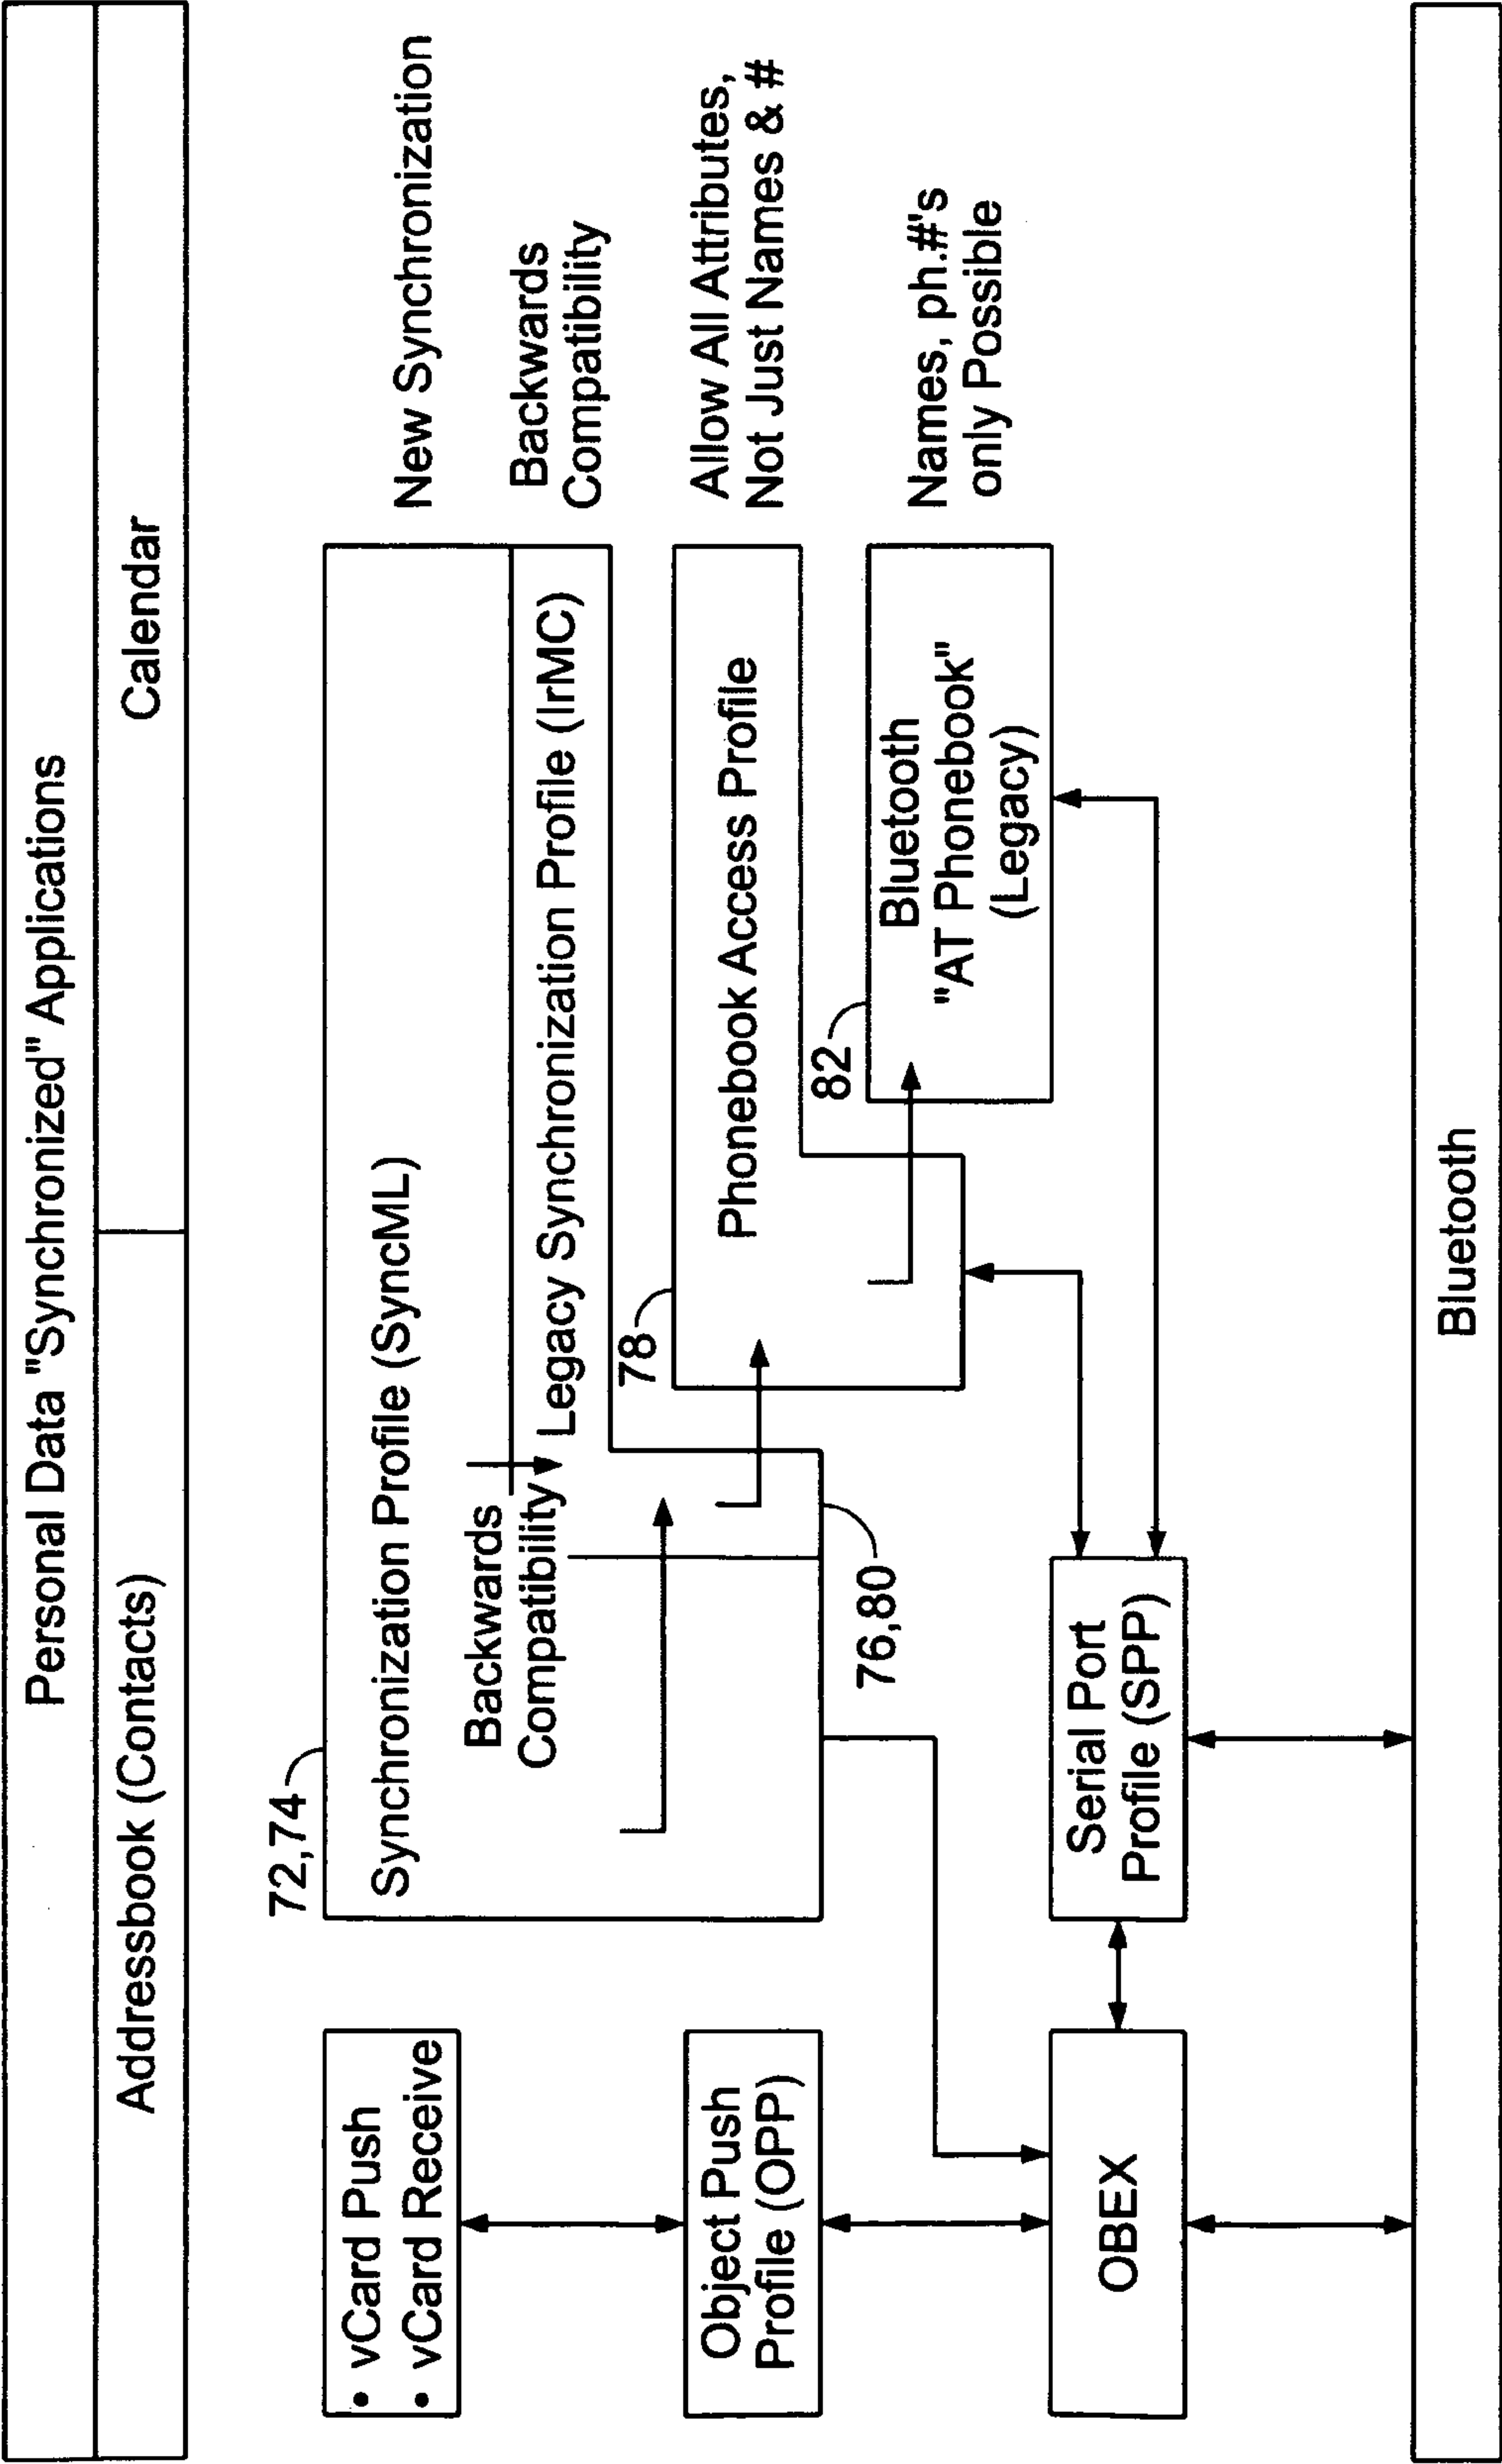 Personal Data "Synchronized" Applications
Addressbook (Contacts)
Calendar
72,74
• vCard Push
• vCard Receive
Synchronization Profile (SyncML)
New Synchronization
Backwards
Compatibility
Legacy Synchronization Profile (IrMC)
Backwards
Compatibility
78
Object Push
Profile (OPP)
Phonebook Access Profile
Allow All Attributes,
Not Just Names & #
76,80
82
Bluetooth
"AT Phonebook"
(Legacy)
Names, ph.#'s
only Possible
OBEX
Serial Port
Profile (SPP)
Bluetooth